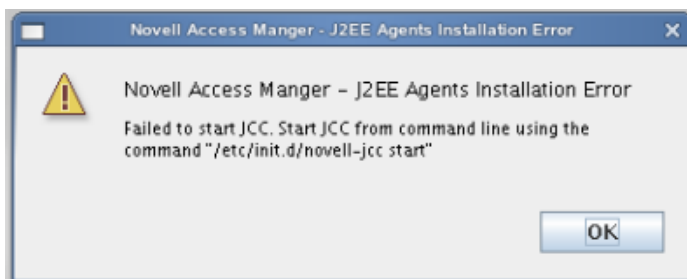 Novell Access Manger - J2EE Agents Installation Error
Novell Access Manger – J2EE Agents Installation Error
Failed to start JCC. Start JCC from command line using the
command "/etc/init.d/novell-jcc start"
OK